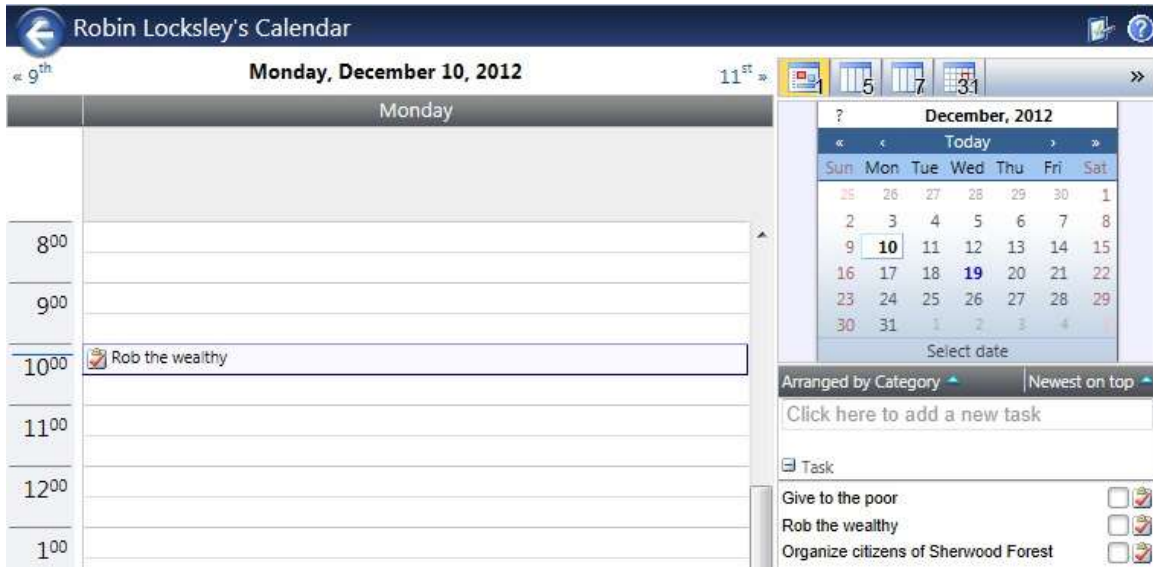 Robin Locksley's Calendar
« 9th Monday, December 10, 2012 11st »
Monday
8 00
9 00
10 00 Rob the wealthy
11 00
12 00
1 00
1 5 7 31 »
? December, 2012
« ‹ Today › »
Sun Mon Tue Wed Thu Fri Sat
25 26 27 28 29 30 1
2 3 4 5 6 7 8
9 10 11 12 13 14 15
16 17 18 19 20 21 22
23 24 25 26 27 28 29
30 31 1 2 3 4
Select date
Arranged by Category Newest on top
Click here to add a new task
Task
Give to the poor
Rob the wealthy
Organize citizens of Sherwood Forest